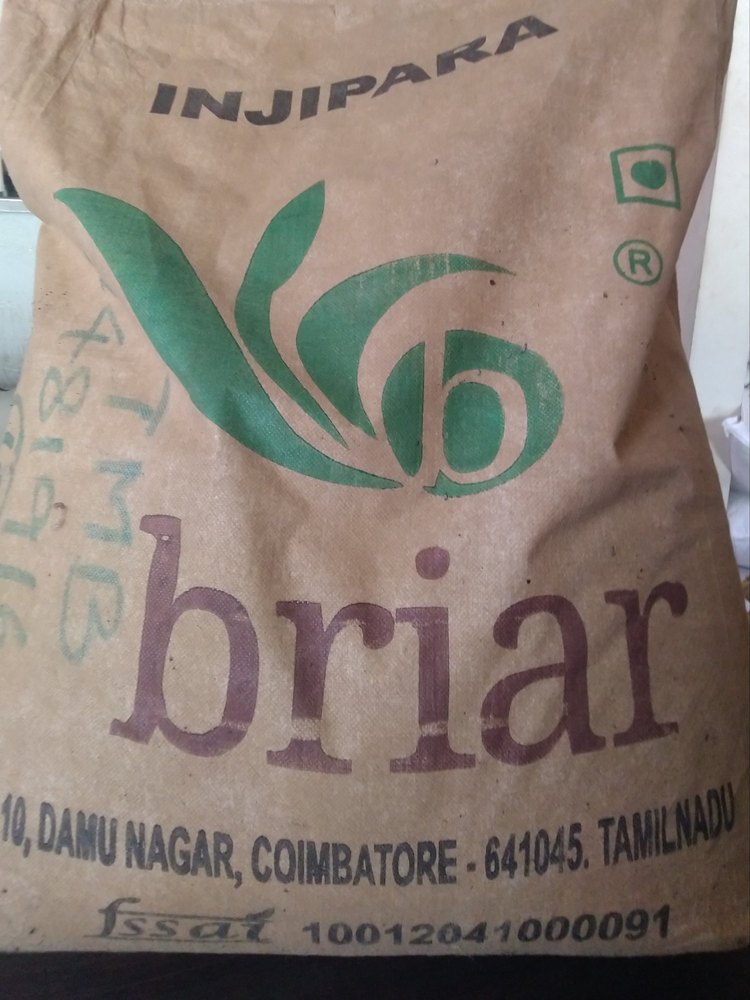 INJIPARA
®
b
briar
10, DAMU NAGAR, COIMBATORE - 641045. TAMILNADU
fssai 10012041000091